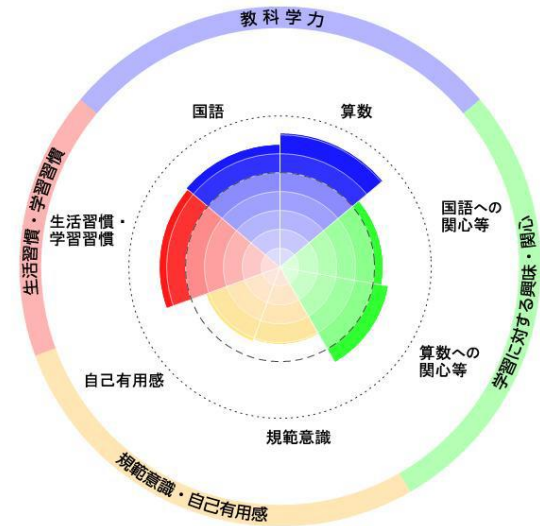 教科学力
国語
算数
生活習慣・学習習慣
生活習慣・
学習習慣
国語への
関心等
学習に対する興味・関心
算数への
関心等
自己有用感
規範意識
規範意識・自己有用感